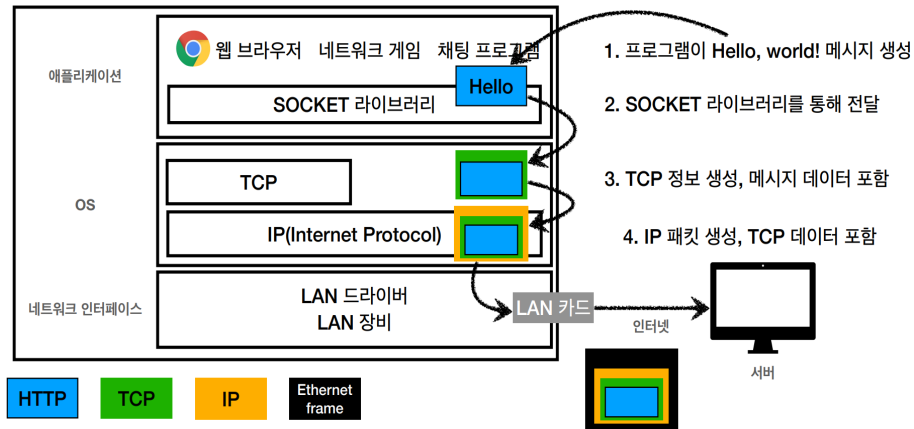 애플리케이션
웹 브라우저 네트워크 게임 채팅 프로그램
Hello
SOCKET 라이브러리
OS
TCP
IP(Internet Protocol)
네트워크 인터페이스
LAN 드라이버
LAN 장비
LAN 카드
인터넷
서버
1. 프로그램이 Hello, world! 메시지 생성
2. SOCKET 라이브러리를 통해 전달
3. TCP 정보 생성, 메시지 데이터 포함
4. IP 패킷 생성, TCP 데이터 포함
HTTP
TCP
IP
Ethernet
frame